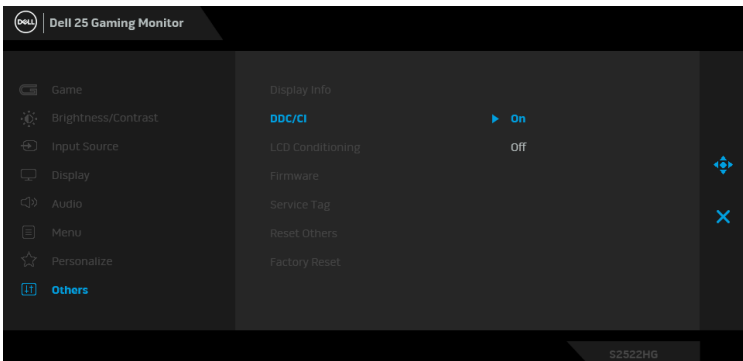 DELL Dell 25 Gaming Monitor
Game
Brightness/Contrast
Input Source
Display
Audio
Menu
Personalize
Others
Display Info
DDC/CI On
LCD Conditioning Off
Firmware
Service Tag
Reset Others
Factory Reset
S2522HG